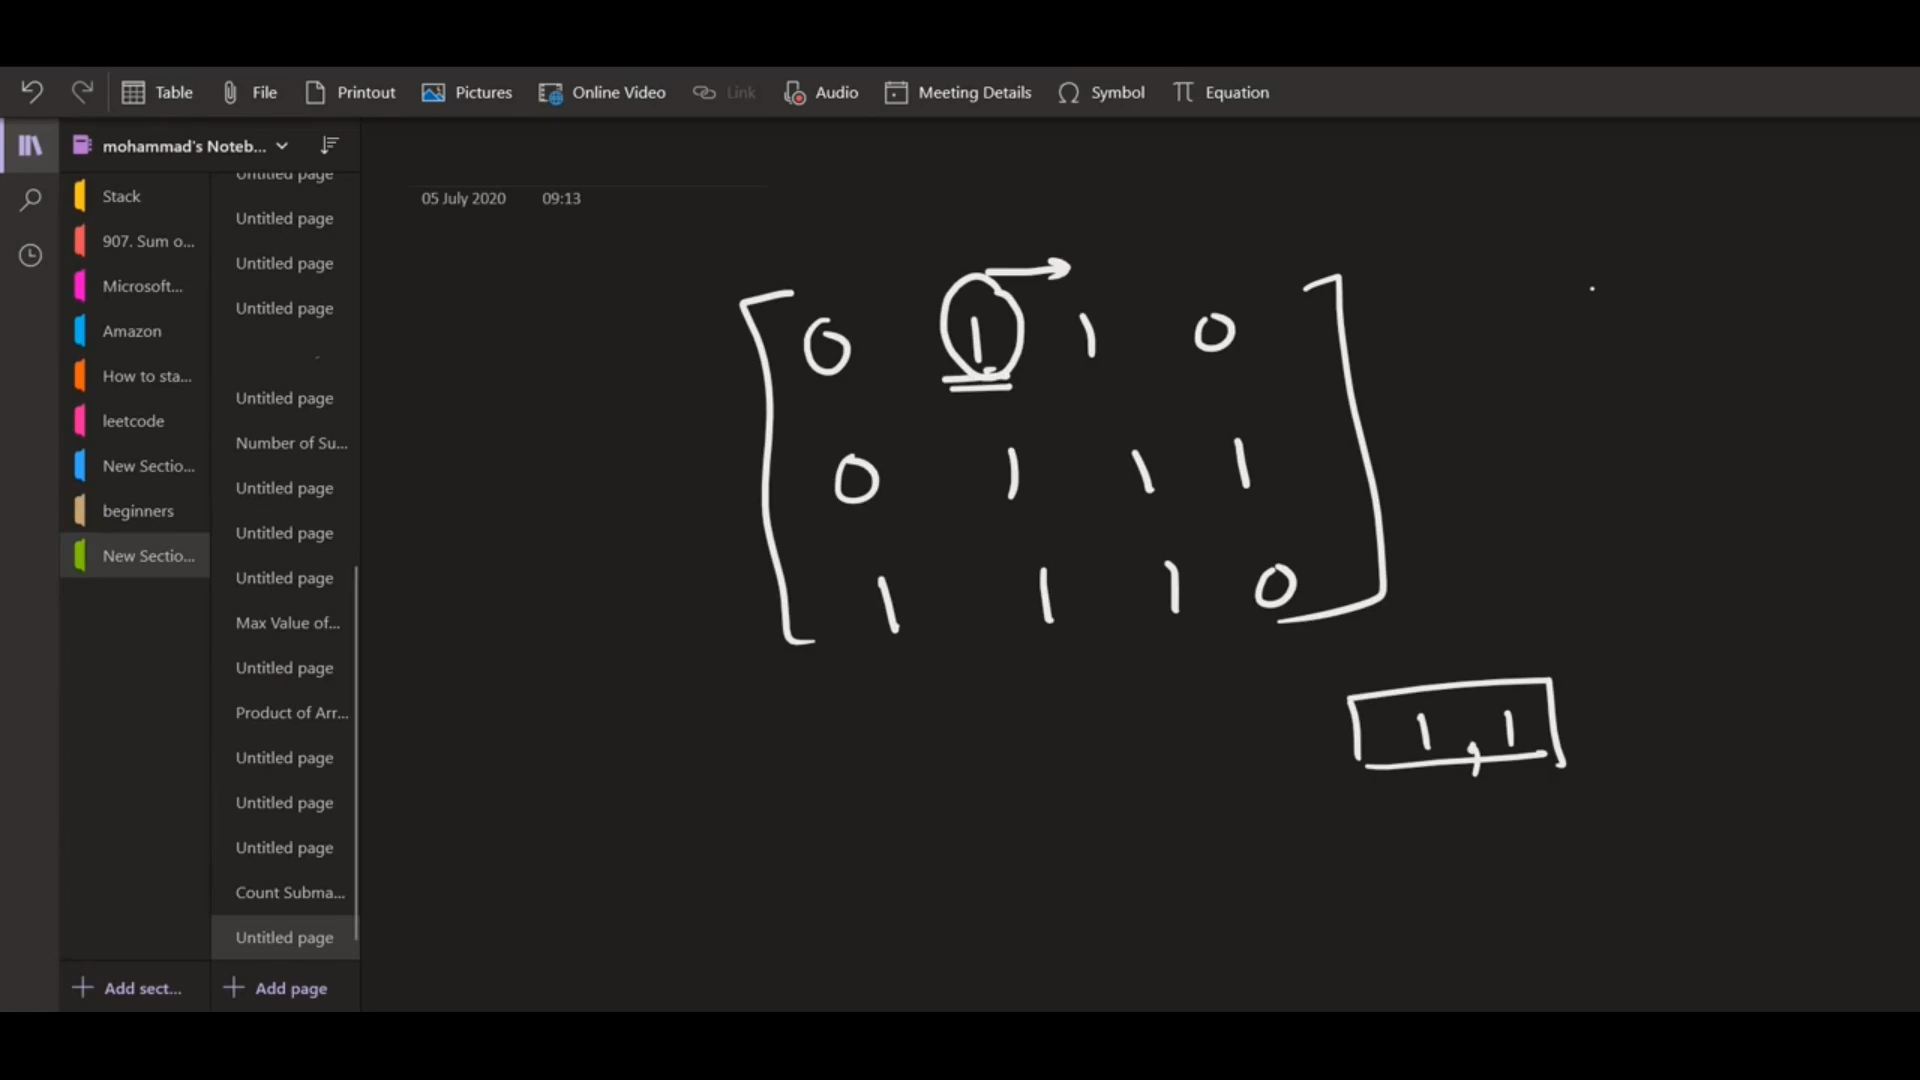 Table File Printout Pictures Online Video Link Audio Meeting Details Symbol Equation
mohammad's Noteb...
Stack
907. Sum o...
Microsoft...
Amazon
How to sta...
leetcode
New Sectio...
beginners
New Sectio...
Add sect...
Untitled page
Untitled page
Untitled page
Untitled page
Untitled page
Number of Su...
Untitled page
Untitled page
Untitled page
Max Value of...
Untitled page
Product of Arr...
Untitled page
Untitled page
Untitled page
Count Subma...
Untitled page
Add page
05 July 2020 09:13
0 1 1 0
0 1 1 1
1 1 1 0
1 , 1